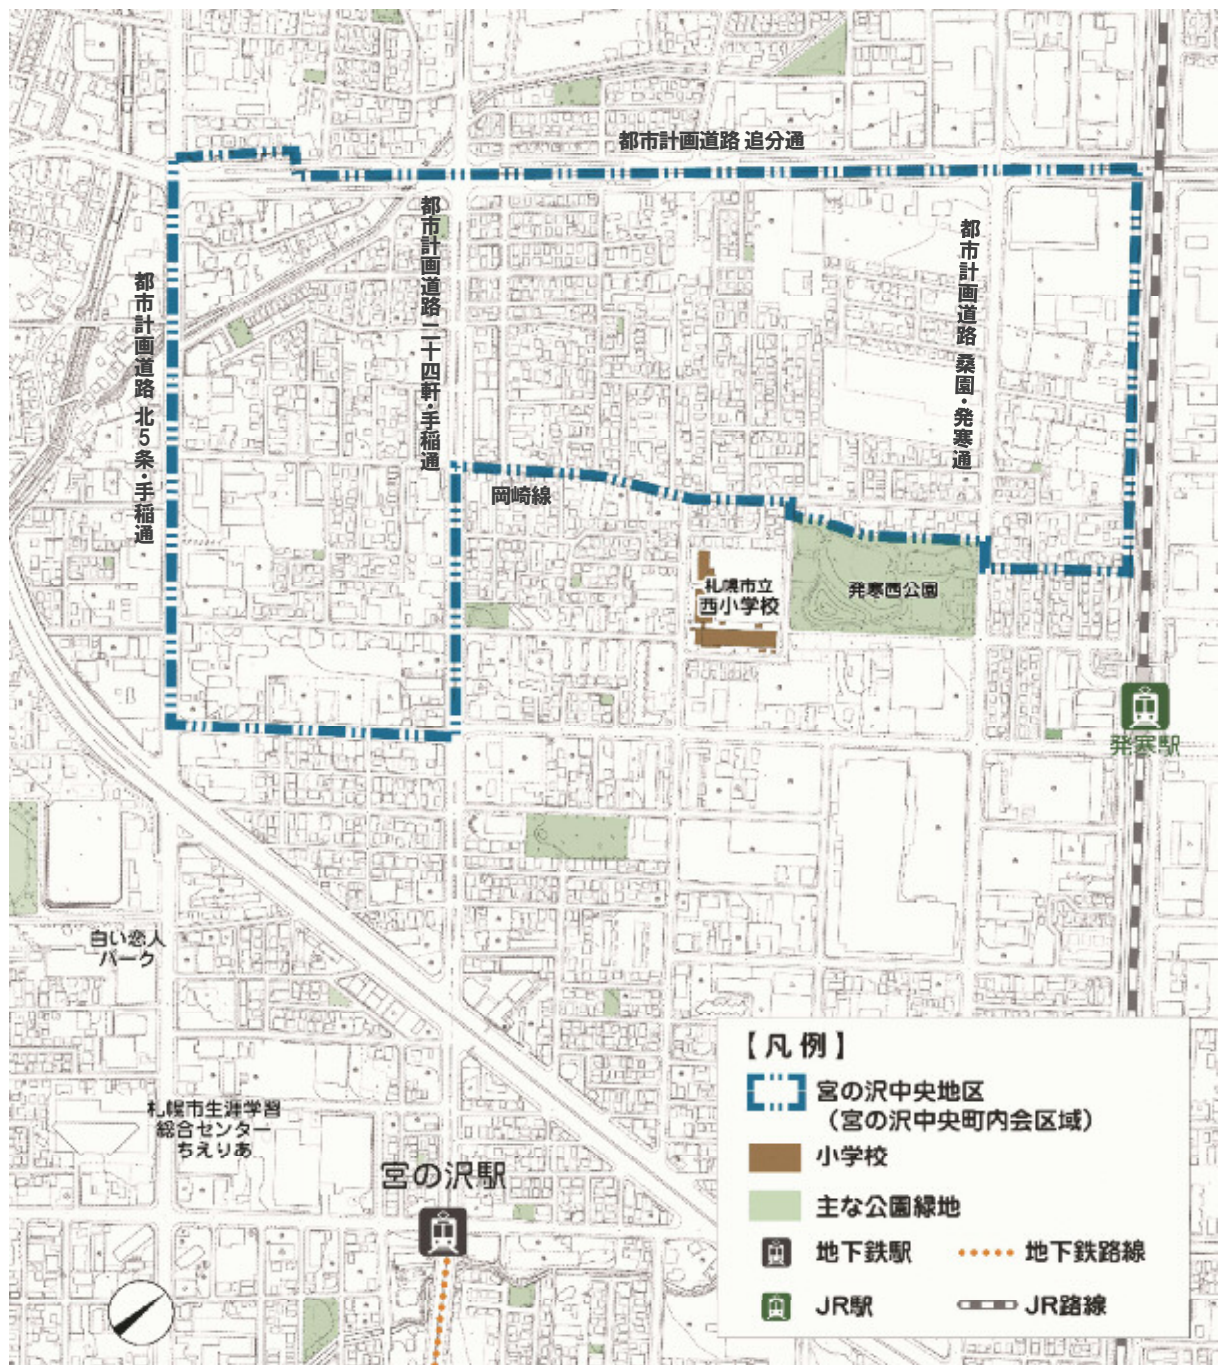 都市計画道路 追分通
都市計画道路 二十四軒・手稲通
都市計画道路 桑園・発寒通
都市計画道路 北5条・手稲通
岡崎線
札幌市立
西小学校
発寒西公園
発寒駅
白い恋人
パーク
札幌市生涯学習
総合センター
ちえりあ
宮の沢駅
【凡例】
宮の沢中央地区
（宮の沢中央町内会区域）
小学校
主な公園緑地
地下鉄駅
地下鉄路線
JR駅
JR路線